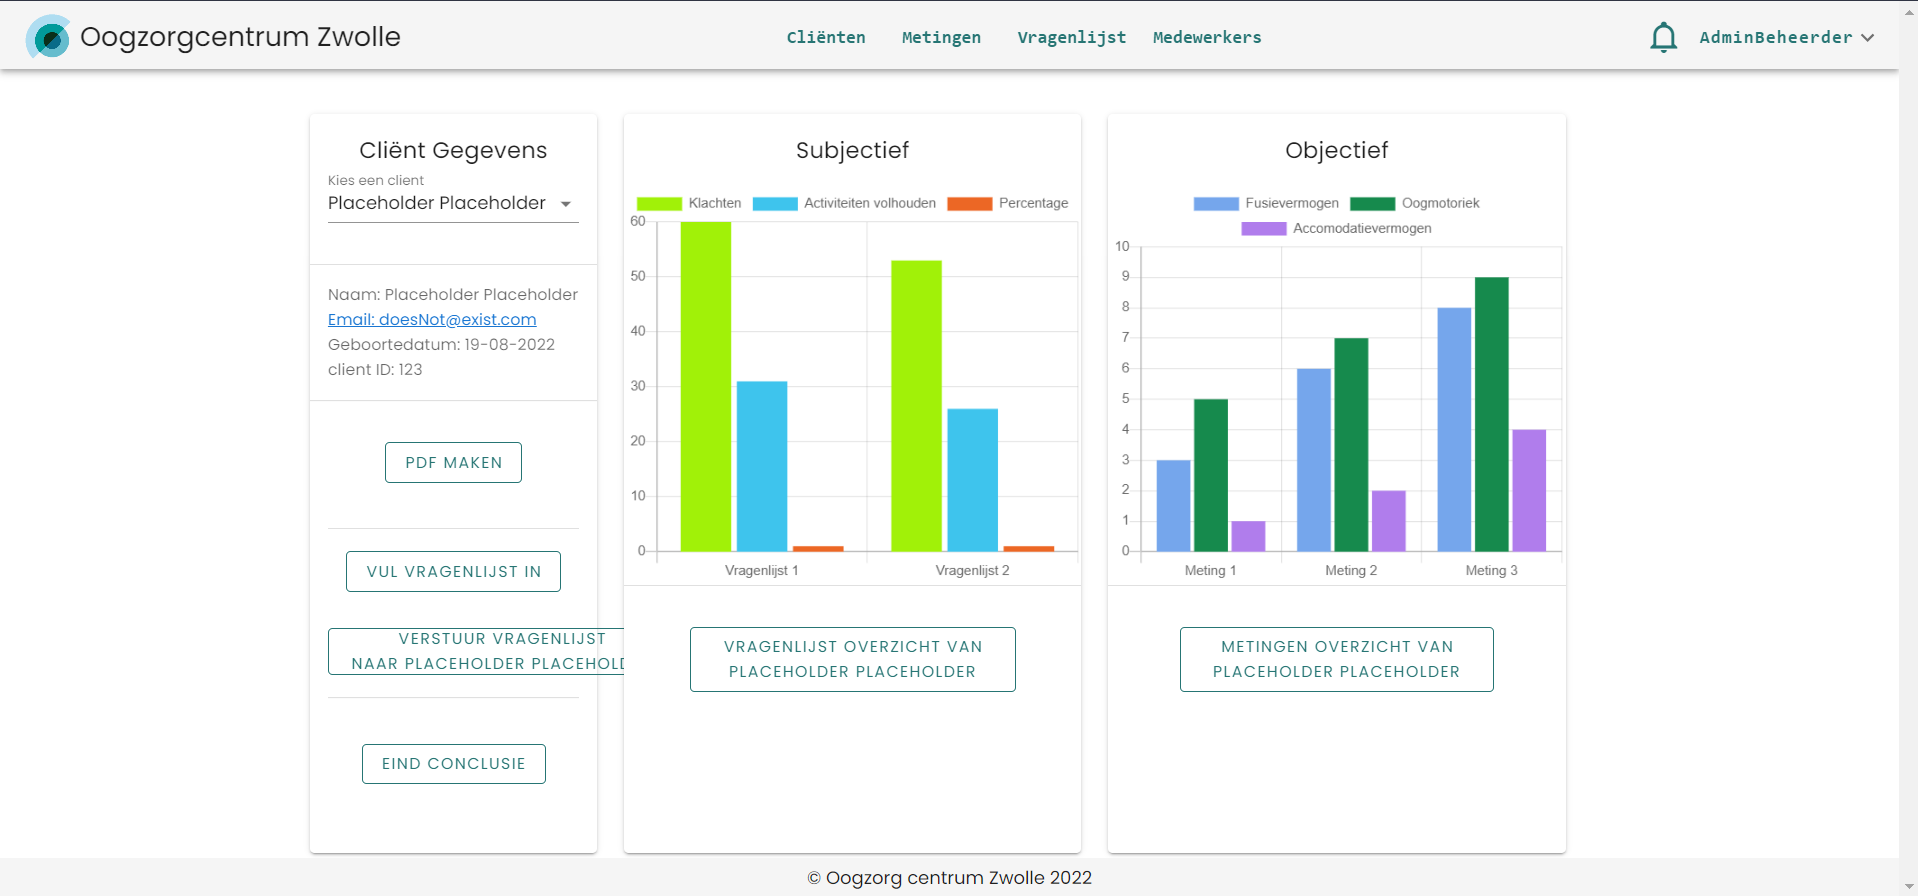 Oogzorgcentrum Zwolle
Cliënten Metingen Vragenlijst Medewerkers
AdminBeheerder
Cliënt Gegevens
Kies een client
Placeholder Placeholder
Naam: Placeholder Placeholder
Email: doesNot@exist.com
Geboortedatum: 19-08-2022
client ID: 123
PDF MAKEN
VUL VRAGENLIJST IN
VERSTUUR VRAGENLIJST
NAAR PLACEHOLDER PLACEHOLD
EIND CONCLUSIE
Subjectief
Klachten Activiteiten volhouden Percentage
60
50
40
30
20
10
0
Vragenlijst 1 Vragenlijst 2
VRAGENLIJST OVERZICHT VAN
PLACEHOLDER PLACEHOLDER
Objectief
Fusievermogen Oogmotoriek
Accomodatievermogen
10
9
8
7
6
5
4
3
2
1
0
Meting 1 Meting 2 Meting 3
METINGEN OVERZICHT VAN
PLACEHOLDER PLACEHOLDER
© Oogzorg centrum Zwolle 2022